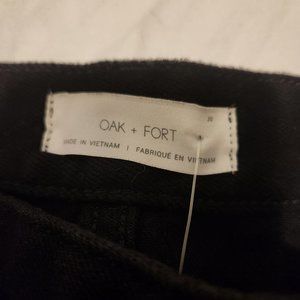 OAK + FORT
MADE IN VIETNAM | FABRIQUÉ EN VIETNAM